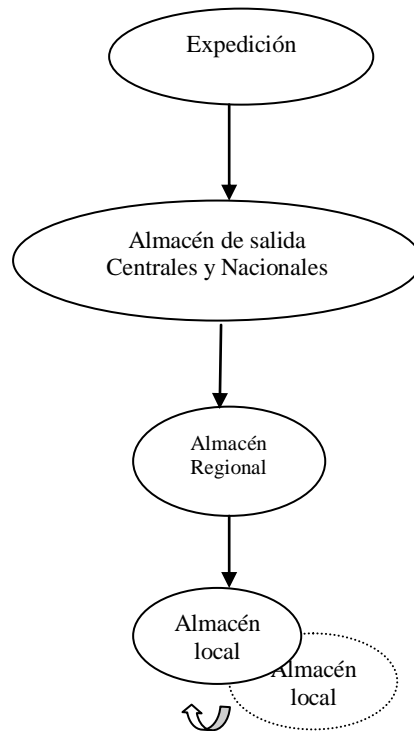 Expedición
Almacén de salida
Centrales y Nacionales
Almacén
Regional
Almacén
local
Almacén
local